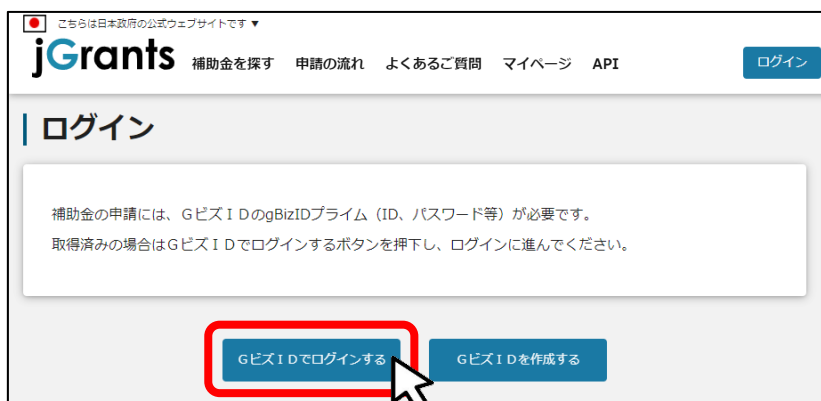 こちらは日本政府の公式ウェブサイトです ▼
jGrants 補助金を探す 申請の流れ よくあるご質問 マイページ API ログイン
ログイン
補助金の申請には、GビズIDのgBizIDプライム（ID、パスワード等）が必要です。
取得済みの場合はGビズIDでログインするボタンを押下し、ログインに進んでください。
GビズIDでログインする GビズIDを作成する